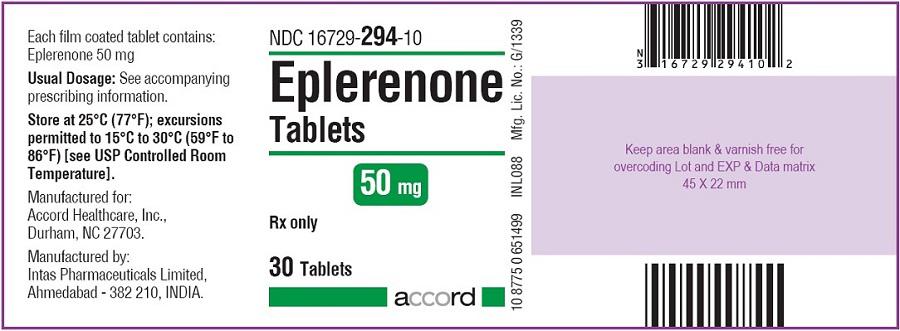 Each film coated tablet contains:
Eplerenone 50 mg
Usual Dosage: See accompanying
prescribing information.
Store at 25°C (77°F); excursions
permitted to 15°C to 30°C (59°F to
86°F) [see USP Controlled Room
Temperature].
Manufactured for:
Accord Healthcare, Inc.,
Durham, NC 27703.
Manufactured by:
Intas Pharmaceuticals Limited,
Ahmedabad - 382 210, INDIA.
NDC 16729-294-10
Eplerenone
Tablets
50 mg
Rx only
30 Tablets
accord
10 8775 0 651499 INL088 Mfg. Lic. No.: G/1339
N
3 16729 29410 2
Keep area blank & varnish free for
overcoding Lot and EXP & Data matrix
45 X 22 mm